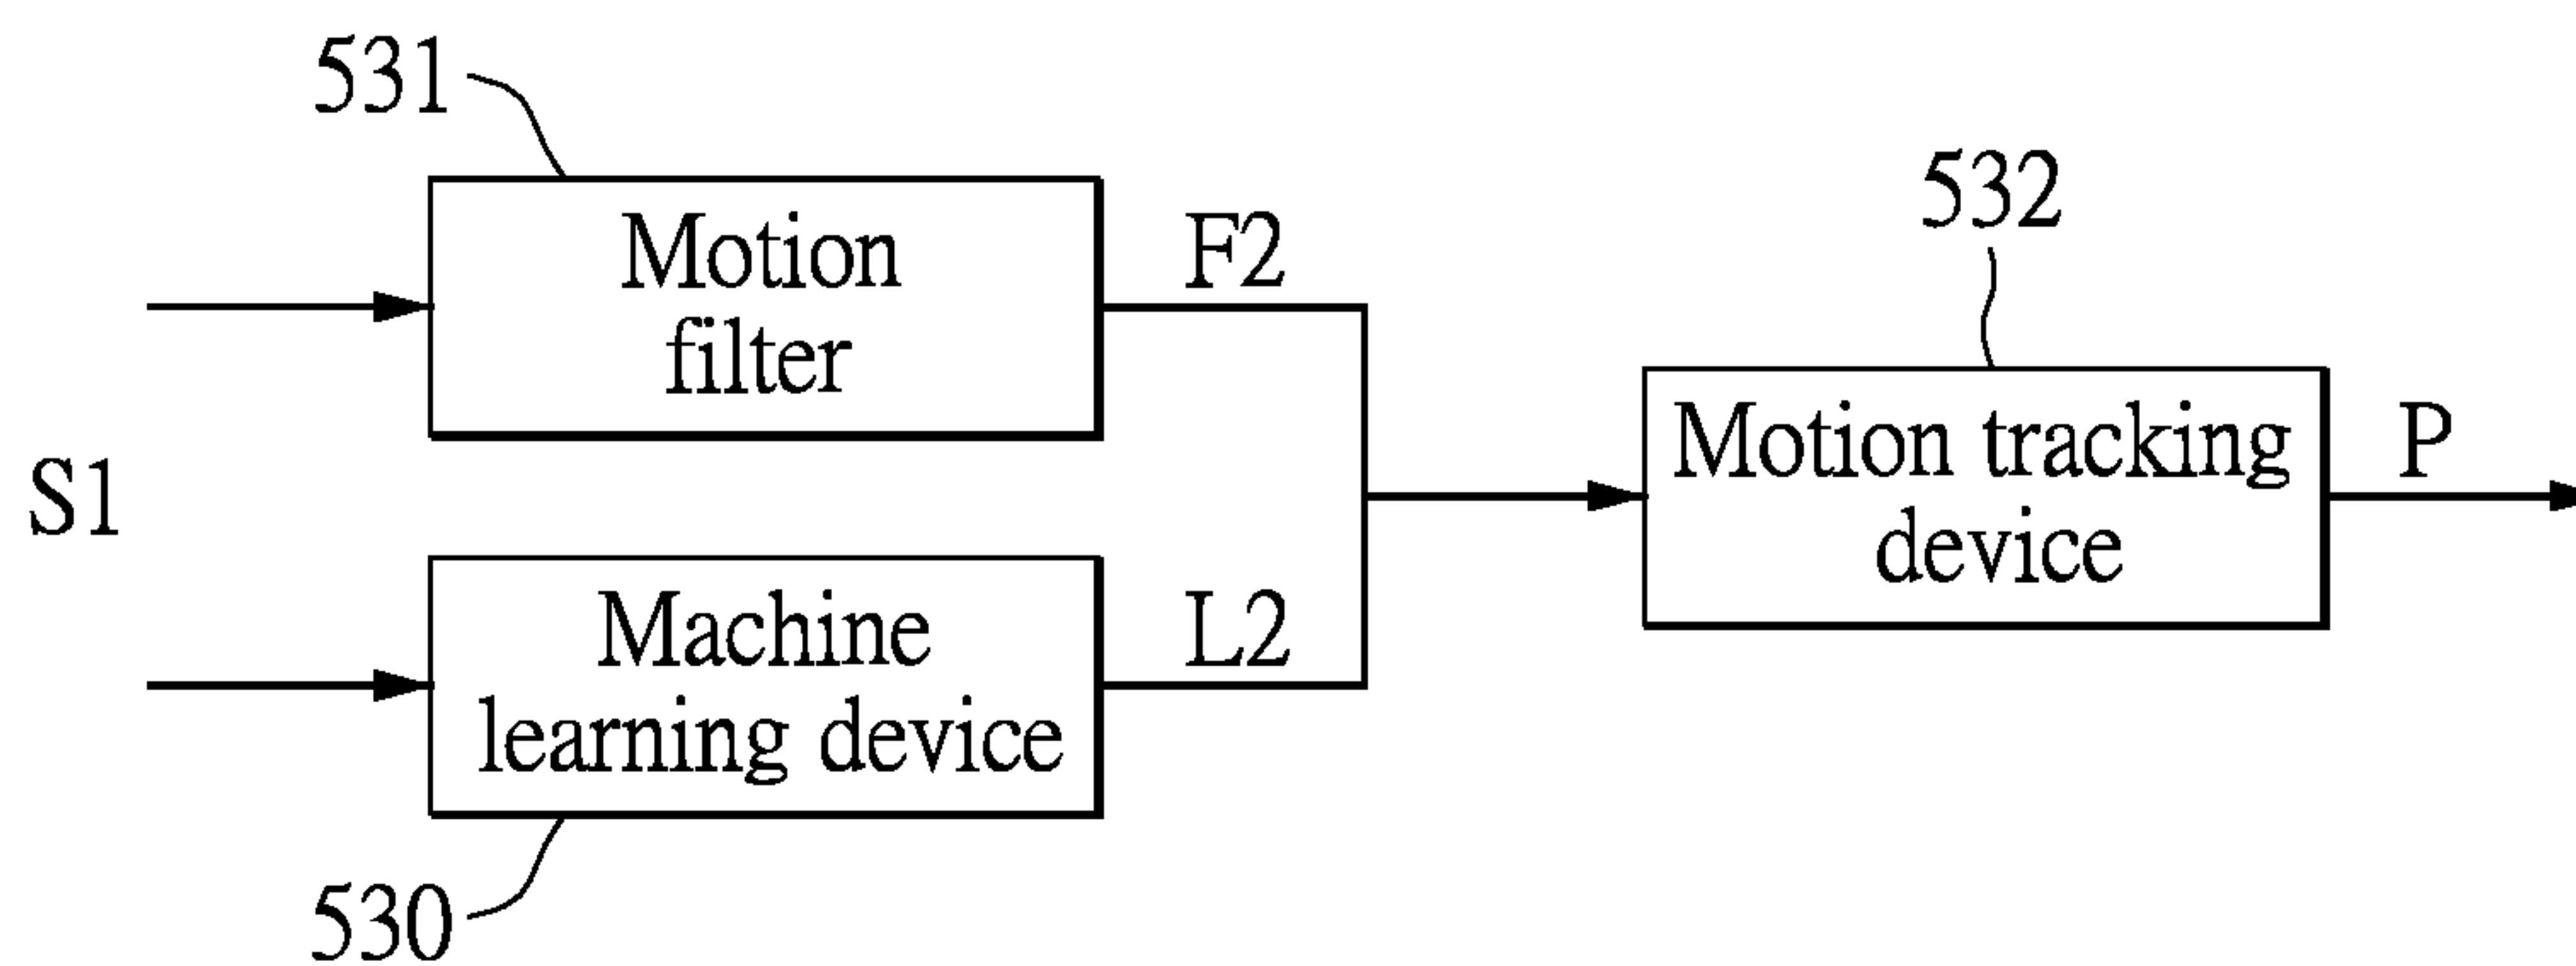 531
Motion
filter
F2
532
Motion tracking
device
P
S1
Machine
learning device
L2
530